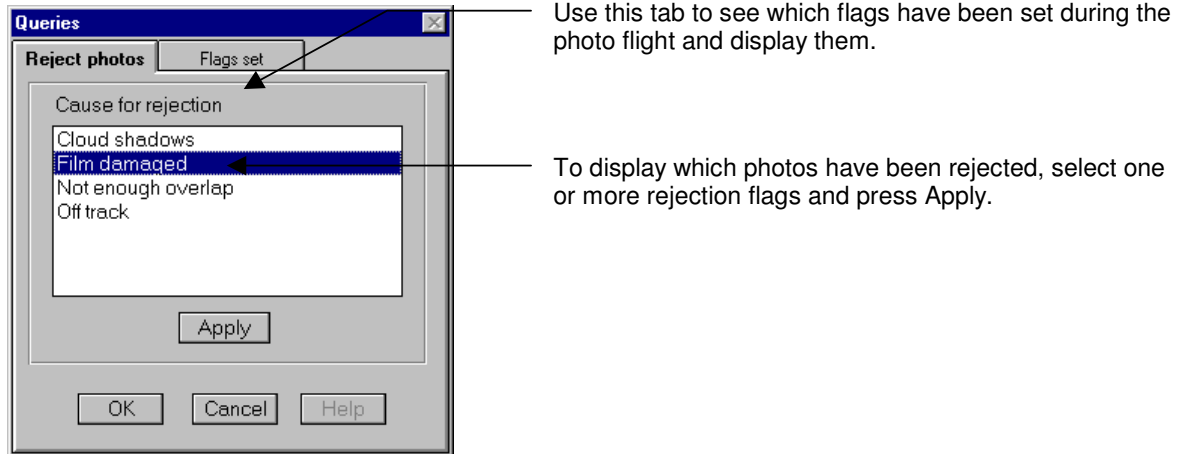 Queries
Reject photos
Flags set
Cause for rejection
Cloud shadows
Film damaged
Not enough overlap
Off track
Apply
OK
Cancel
Help
Use this tab to see which flags have been set during the
photo flight and display them.
To display which photos have been rejected, select one
or more rejection flags and press Apply.